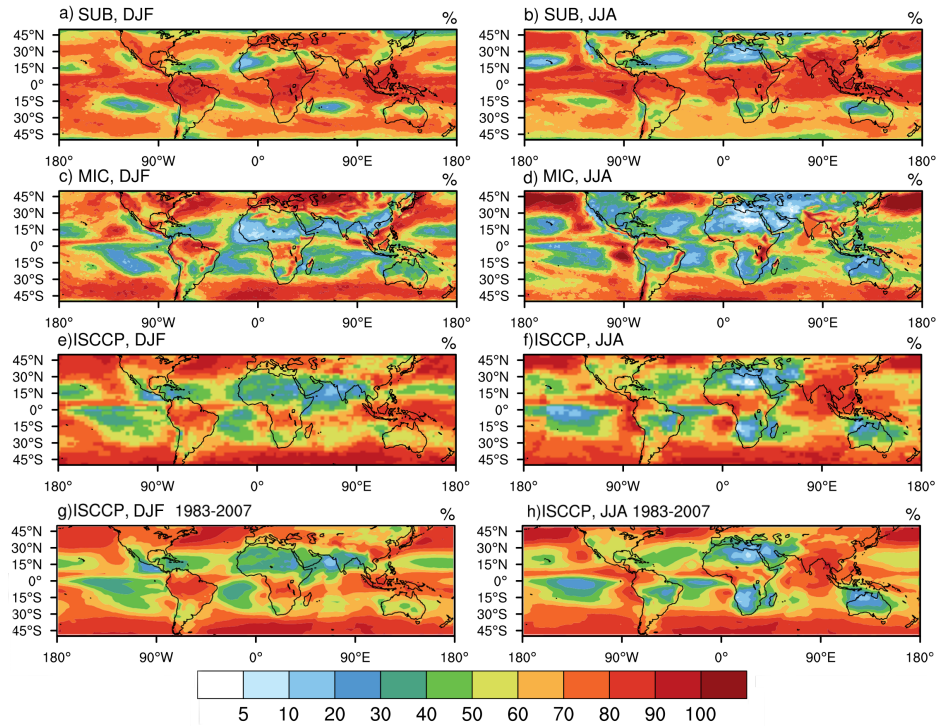 a) SUB, DJF %
b) SUB, JJA %
45°N
30°N
15°N
0°
15°S
30°S
45°S
45°N
30°N
15°N
0°
15°S
30°S
45°S
180° 90°W 0° 90°E 180°
180° 90°W 0° 90°E 180°
c) MIC, DJF %
d) MIC, JJA %
45°N
30°N
15°N
0°
15°S
30°S
45°S
45°N
30°N
15°N
0°
15°S
30°S
45°S
180° 90°W 0° 90°E 180°
180° 90°W 0° 90°E 180°
e)ISCCP, DJF %
f)ISCCP, JJA %
45°N
30°N
15°N
0°
15°S
30°S
45°S
45°N
30°N
15°N
0°
15°S
30°S
45°S
180° 90°W 0° 90°E 180°
180° 90°W 0° 90°E 180°
g)ISCCP, DJF 1983-2007 %
h)ISCCP, JJA 1983-2007 %
45°N
30°N
15°N
0°
15°S
30°S
45°S
45°N
30°N
15°N
0°
15°S
30°S
45°S
180° 90°W 0° 90°E 180°
180° 90°W 0° 90°E 180°
5 10 20 30 40 50 60 70 80 90 100